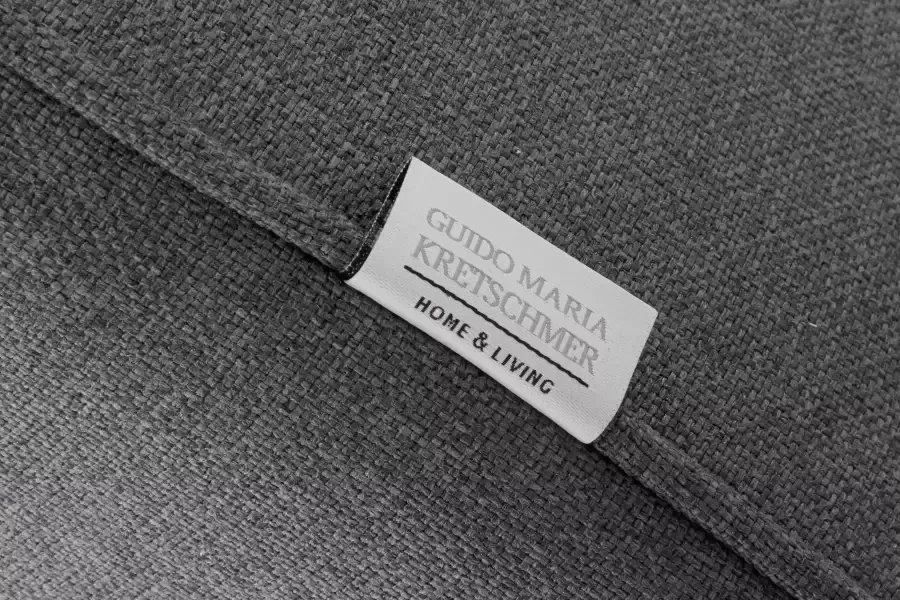 GUIDO MARIA
KRETSCHMER
HOME & LIVING